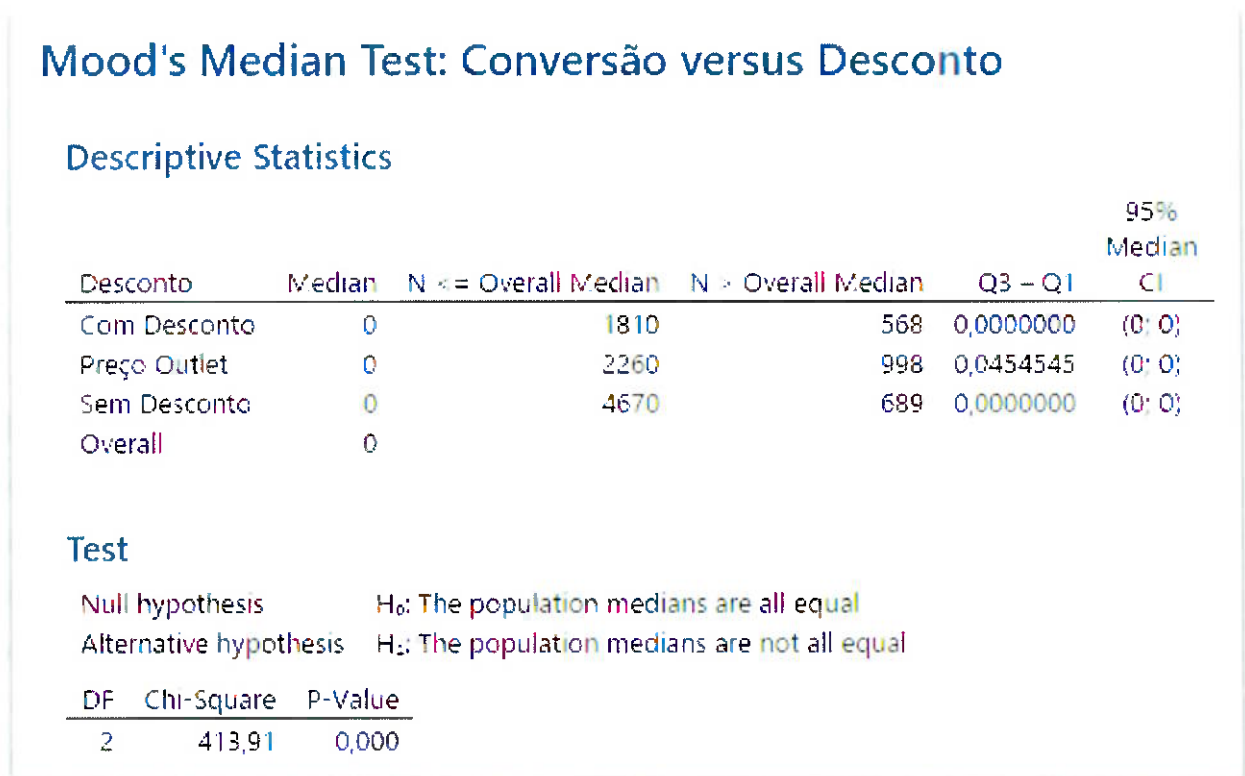 Mood's Median Test: Conversão versus Desconto
Descriptive Statistics
95%
Median
Desconto Median N <= Overall Median N > Overall Median Q3 – Q1 CI
Com Desconto 0 1810 568 0,0000000 (0; 0)
Preço Outlet 0 2260 998 0,0454545 (0; 0)
Sem Desconto 0 4670 689 0,0000000 (0; 0)
Overall 0
Test
Null hypothesis H₀: The population medians are all equal
Alternative hypothesis H₁: The population medians are not all equal
DF Chi-Square P-Value
2 413,91 0,000